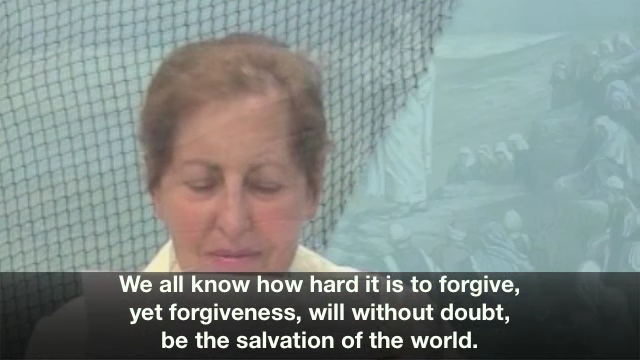 We all know how hard it is to forgive,
yet forgiveness, will without doubt,
be the salvation of the world.